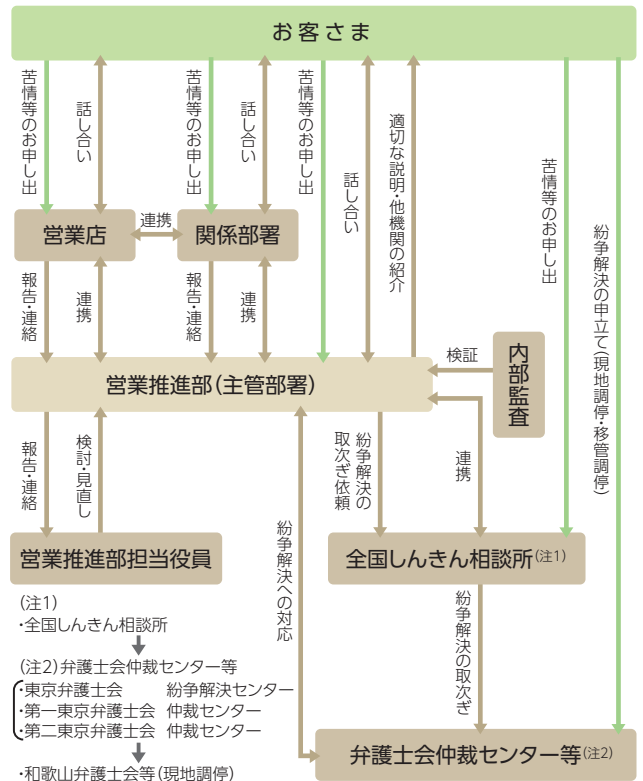 お客さま
苦情等のお申し出
話し合い
苦情等のお申し出
話し合い
苦情等のお申し出
話し合い
適切な説明・他機関の紹介
苦情等のお申し出
紛争解決の申立て(現地調停・移管調停)
営業店
連携
関係部署
報告・連絡
連携
報告・連絡
連携
検証
内部監査
営業推進部(主管部署)
報告・連絡
検討・見直し
紛争解決への対応
紛争解決の
取次ぎ依頼
連携
営業推進部担当役員
全国しんきん相談所(注1)
紛争解決の取次ぎ
(注1)
・全国しんきん相談所
(注2)弁護士会仲裁センター等
・東京弁護士会 紛争解決センター
・第一東京弁護士会 仲裁センター
・第二東京弁護士会 仲裁センター
・和歌山弁護士会等(現地調停)
弁護士会仲裁センター等(注2)